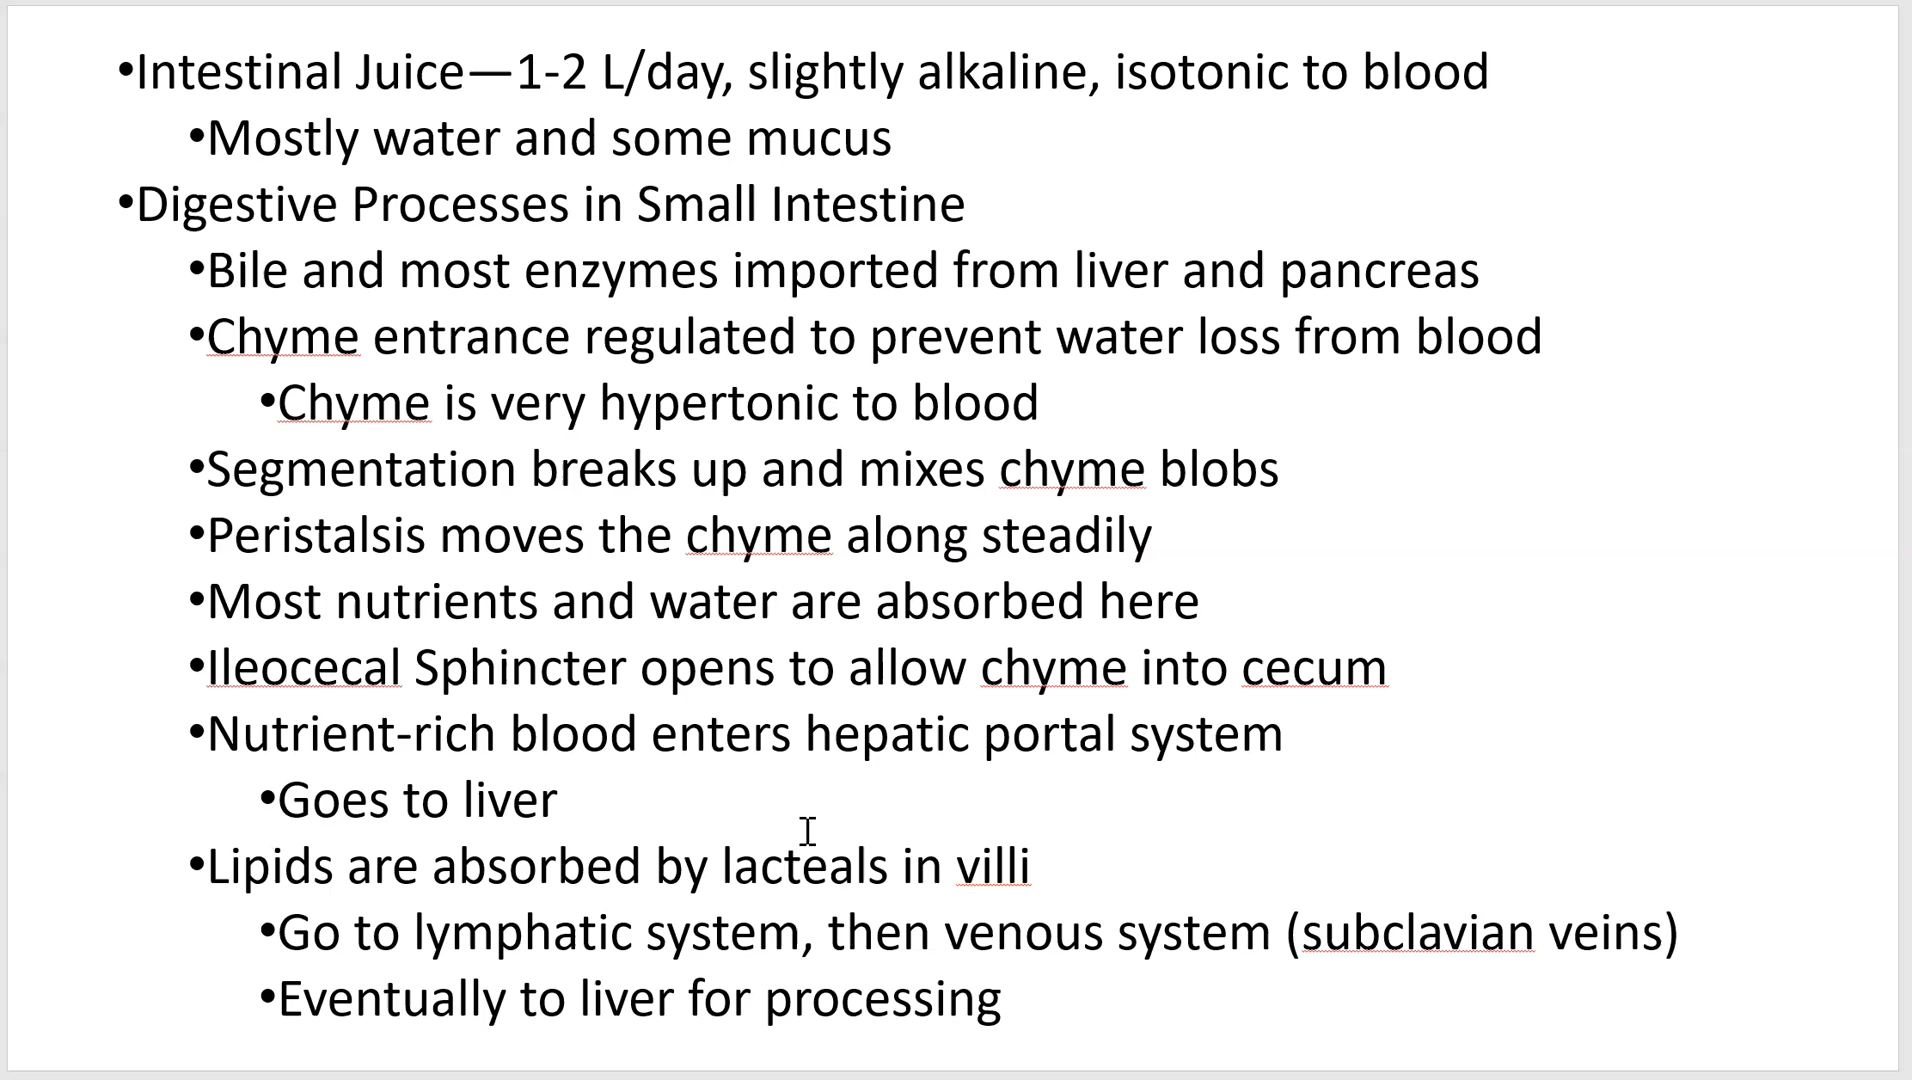 •Intestinal Juice—1-2 L/day, slightly alkaline, isotonic to blood
•Mostly water and some mucus
•Digestive Processes in Small Intestine
•Bile and most enzymes imported from liver and pancreas
•Chyme entrance regulated to prevent water loss from blood
•Chyme is very hypertonic to blood
•Segmentation breaks up and mixes chyme blobs
•Peristalsis moves the chyme along steadily
•Most nutrients and water are absorbed here
•Ileocecal Sphincter opens to allow chyme into cecum
•Nutrient-rich blood enters hepatic portal system
•Goes to liver
•Lipids are absorbed by lacteals in villi
•Go to lymphatic system, then venous system (subclavian veins)
•Eventually to liver for processing